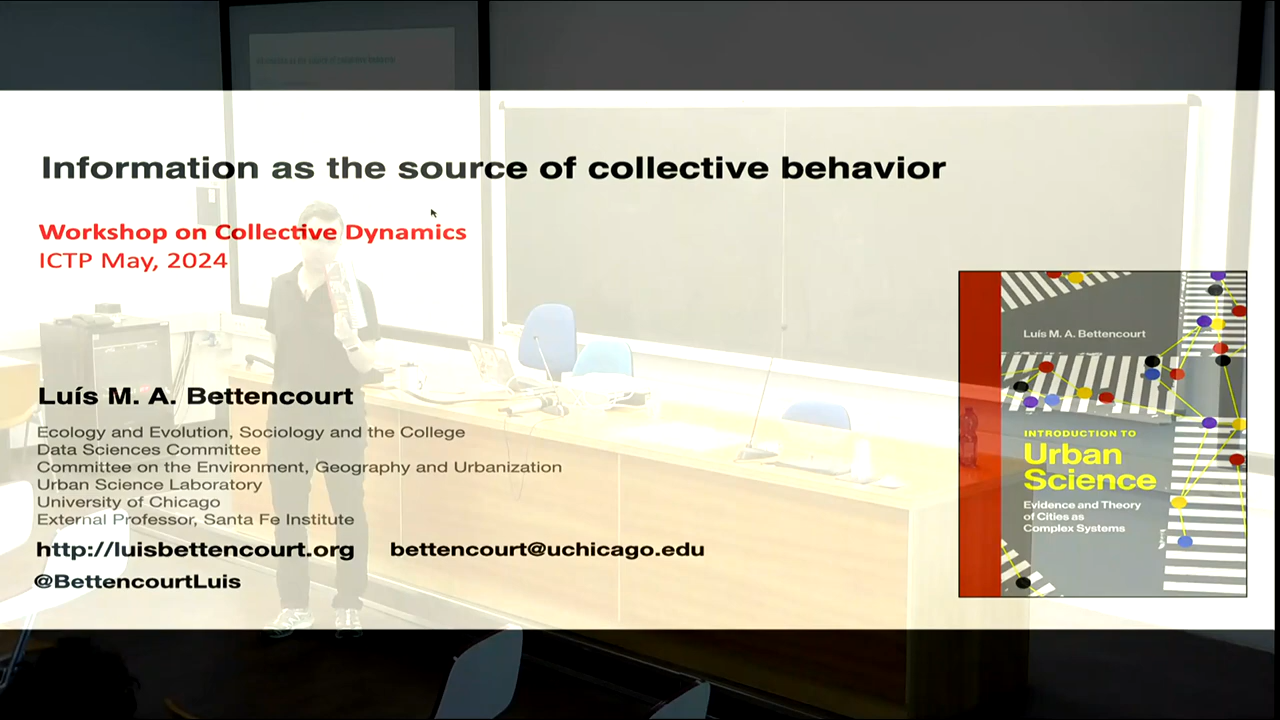 Information as the source of collective behavior
Workshop on Collective Dynamics
ICTP May, 2024
Luís M. A. Bettencourt
Ecology and Evolution, Sociology and the College
Data Sciences Committee
Committee on the Environment, Geography and Urbanization
Urban Science Laboratory
University of Chicago
External Professor, Santa Fe Institute
http://luisbettencourt.org bettencourt@uchicago.edu
@BettencourtLuis
Luís M. A. Bettencourt
INTRODUCTION TO
Urban
Science
Evidence and Theory
of Cities as
Complex Systems